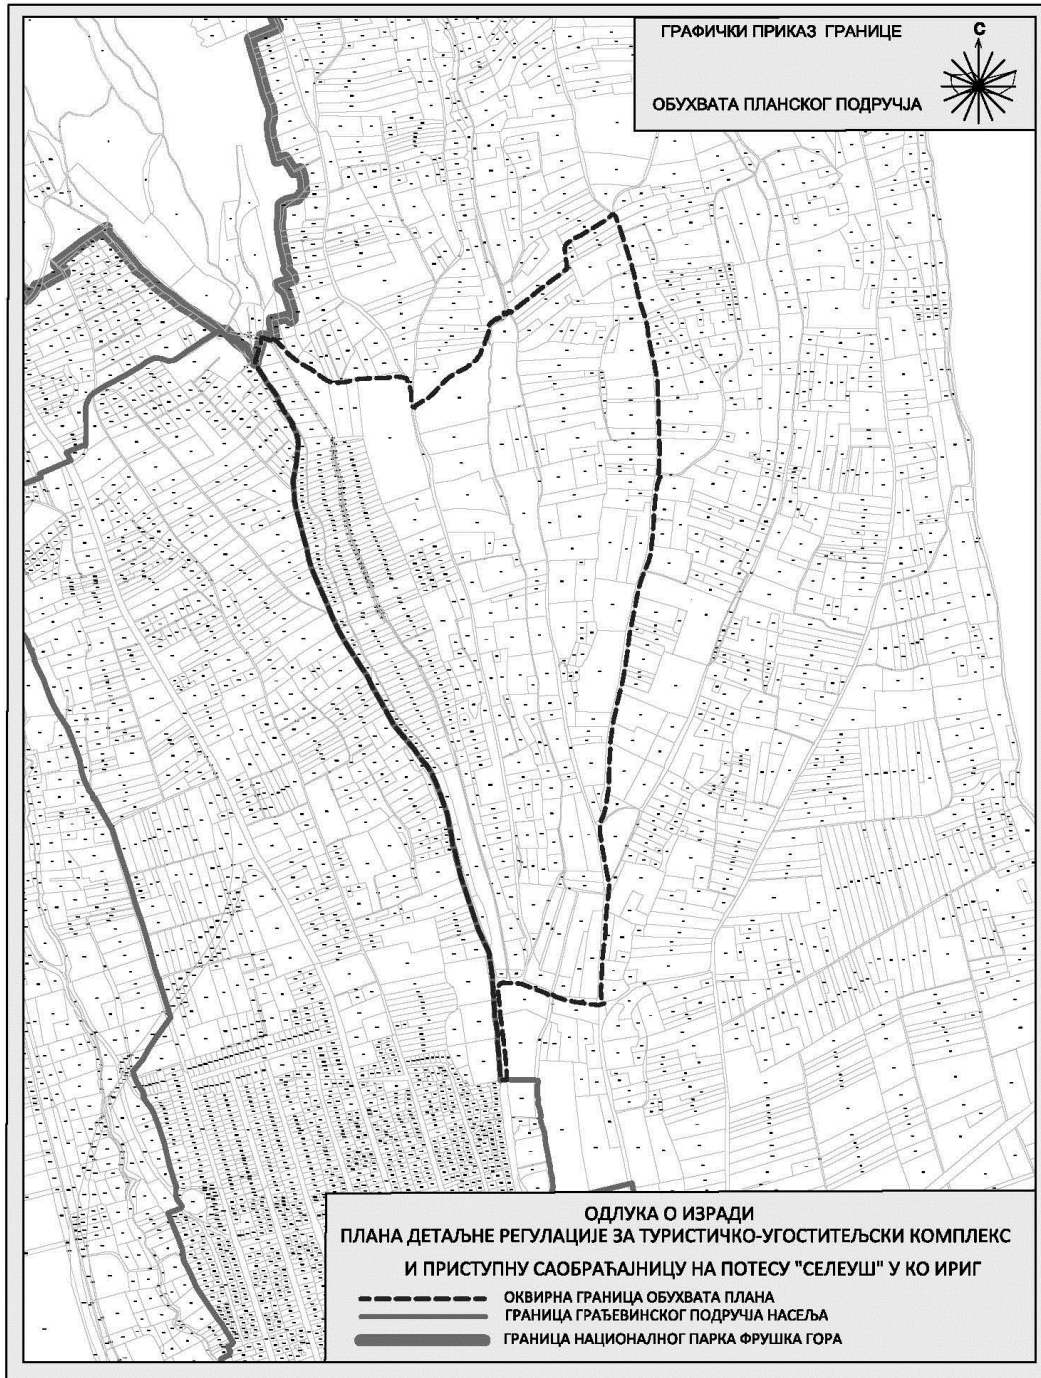 ГРАФИЧКИ ПРИКАЗ ГРАНИЦЕ
С
ОБУХВАТА ПЛАНСКОГ ПОДРУЧЈА
ОДЛУКА О ИЗРАДИ
ПЛАНА ДЕТАЉНЕ РЕГУЛАЦИЈЕ ЗА ТУРИСТИЧКО-УГОСТИТЕЉСКИ КОМПЛЕКС
И ПРИСТУПНУ САОБРАЋАЈНИЦУ НА ПОТЕСУ "СЕЛЕУШ" У КО ИРИГ
ОКВИРНА ГРАНИЦА ОБУХВАТА ПЛАНА
ГРАНИЦА ГРАЂЕВИНСКОГ ПОДРУЧЈА НАСЕЉА
ГРАНИЦА НАЦИОНАЛНОГ ПАРКА ФРУШКА ГОРА